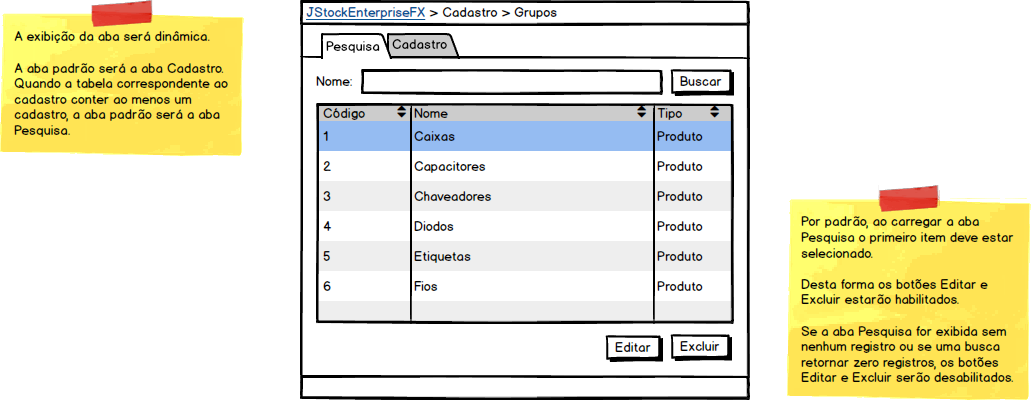 A exibição da aba será dinâmica.
A aba padrão será a aba Cadastro.
Quando a tabela correspondente ao
cadastro conter ao menos um
cadastro, a aba padrão será a aba
Pesquisa.
JStockEnterpriseFX > Cadastro > Grupos
Pesquisa Cadastro
Nome: Buscar
Código Nome Tipo
1 Caixas Produto
2 Capacitores Produto
3 Chaveadores Produto
4 Diodos Produto
5 Etiquetas Produto
6 Fios Produto
Editar Excluir
Por padrão, ao carregar a aba
Pesquisa o primeiro item deve estar
selecionado.
Desta forma os botões Editar e
Excluir estarão habilitados.
Se a aba Pesquisa for exibida sem
nenhum registro ou se uma busca
retornar zero registros, os botões
Editar e Excluir serão desabilitados.